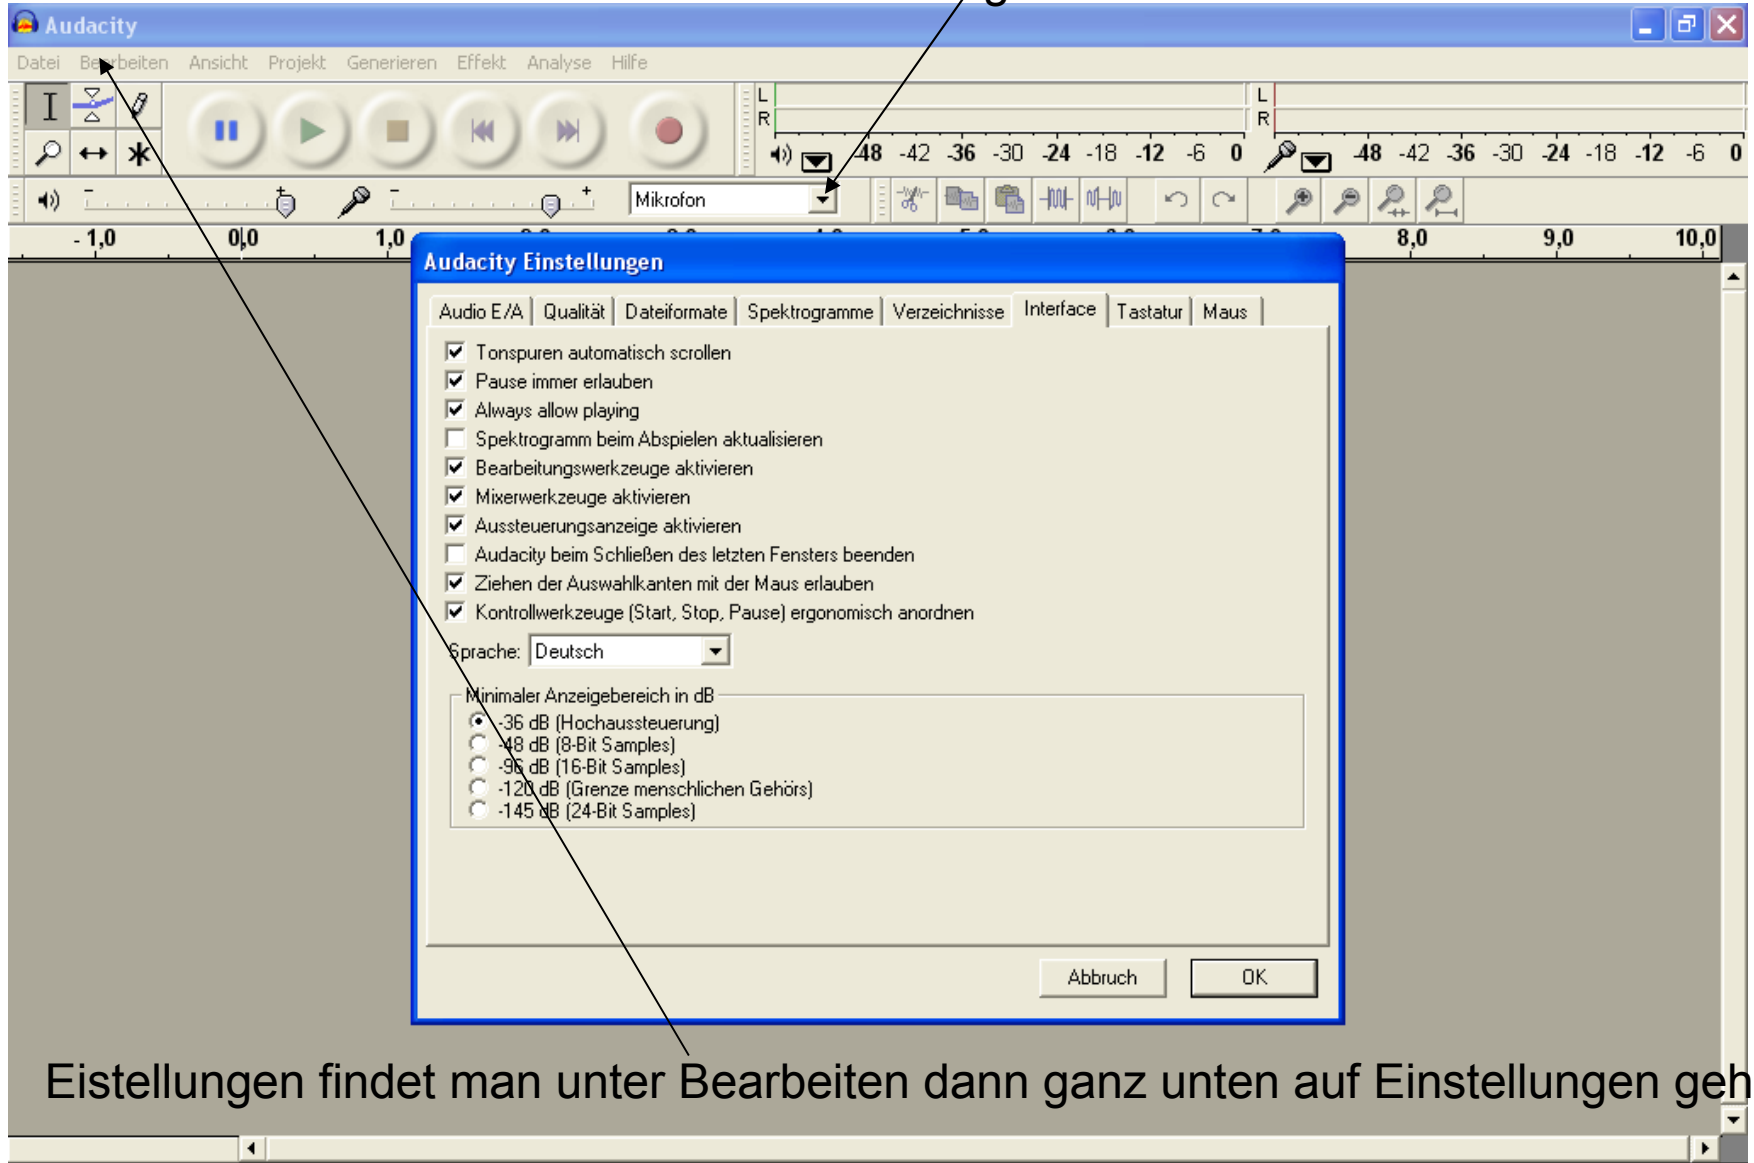 g
Audacity
Datei Bearbeiten Ansicht Projekt Generieren Effekt Analyse Hilfe
L
R
-48 -42 -36 -30 -24 -18 -12 -6 0
L
R
-48 -42 -36 -30 -24 -18 -12 -6 0
- + - + Mikrofon
- 1,0 0,0 1,0 8,0 9,0 10,0
Audacity Einstellungen
Audio E/A Qualität Dateiformate Spektrogramme Verzeichnisse Interface Tastatur Maus
Tonspuren automatisch scrollen
Pause immer erlauben
Always allow playing
Spektrogramm beim Abspielen aktualisieren
Bearbeitungswerkzeuge aktivieren
Mixerwerkzeuge aktivieren
Aussteuerungsanzeige aktivieren
Audacity beim Schließen des letzten Fensters beenden
Ziehen der Auswahlkanten mit der Maus erlauben
Kontrollwerkzeuge (Start, Stop, Pause) ergonomisch anordnen
Sprache: Deutsch
Minimaler Anzeigebereich in dB
-36 dB (Hochaussteuerung)
-48 dB (8-Bit Samples)
-96 dB (16-Bit Samples)
-120 dB (Grenze menschlichen Gehörs)
-145 dB (24-Bit Samples)
Abbruch OK
Eistellungen findet man unter Bearbeiten dann ganz unten auf Einstellungen geh